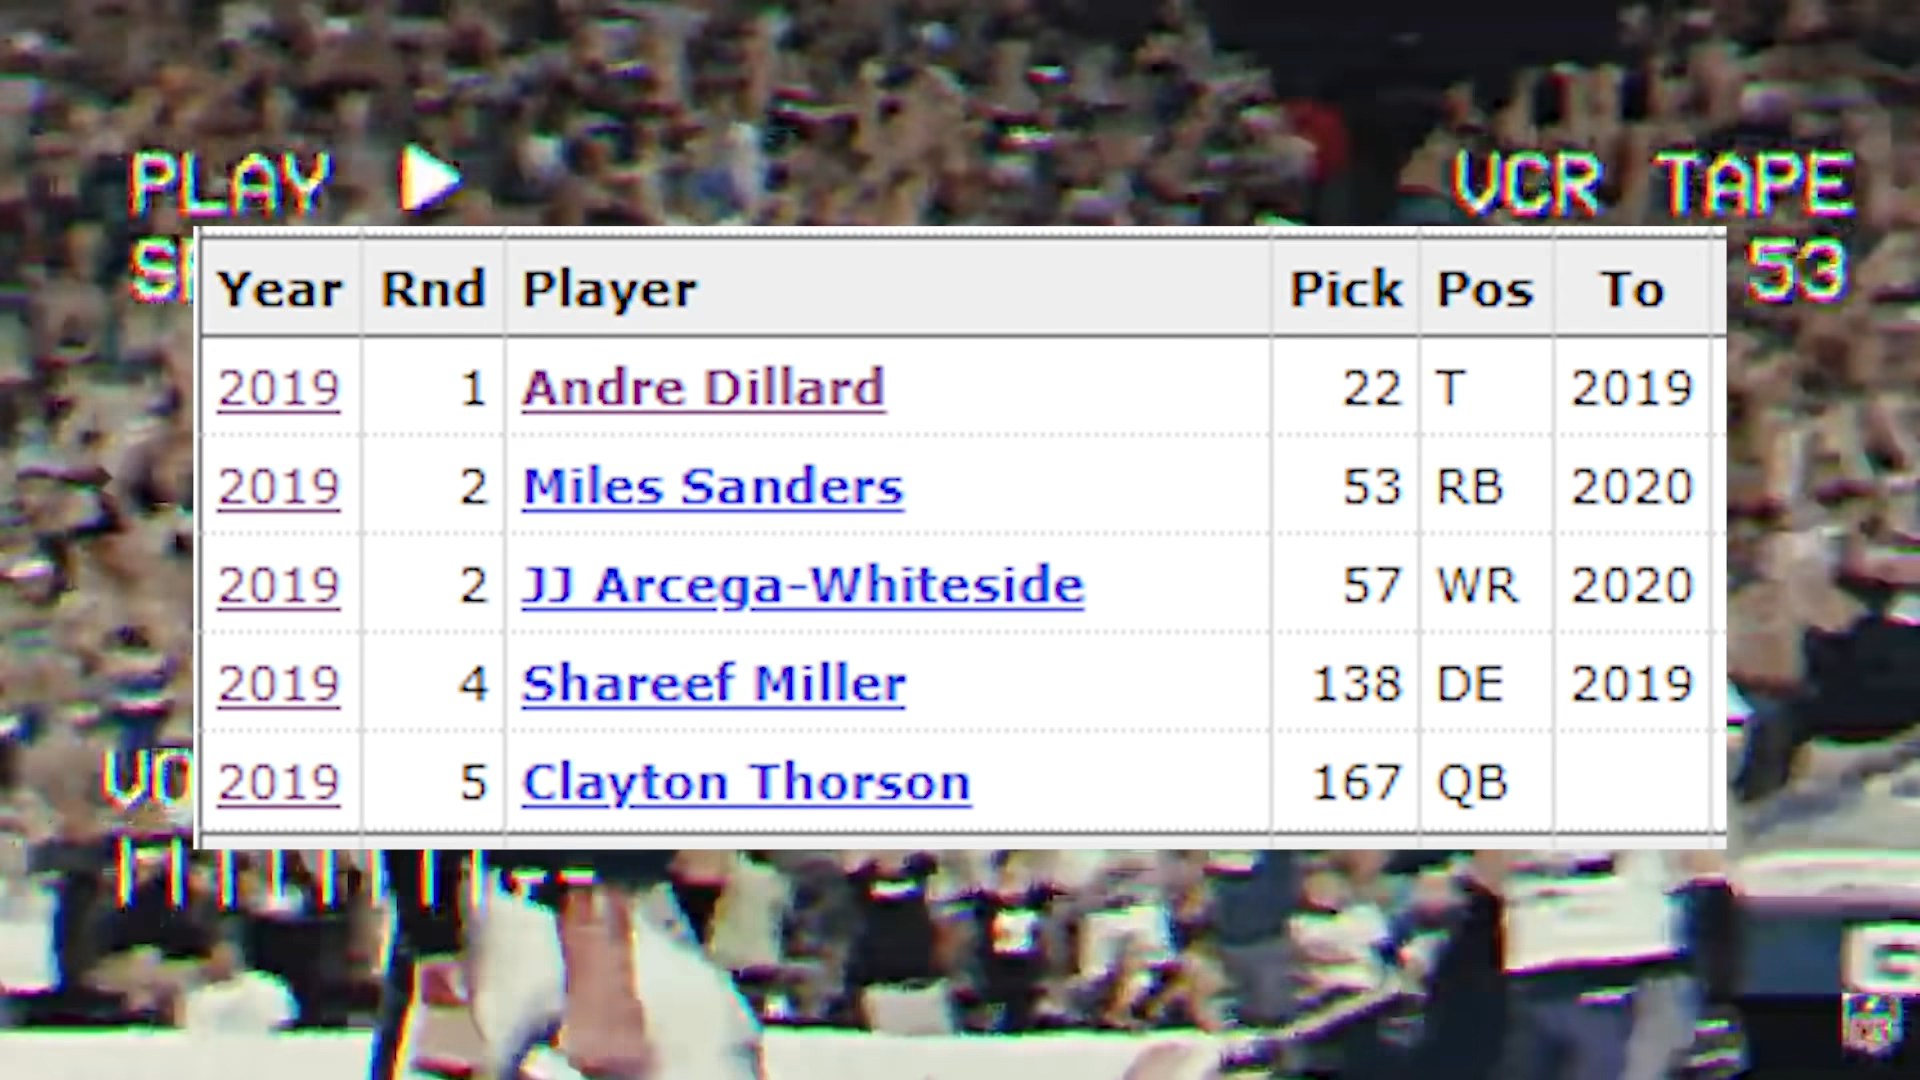 PLAY VCR TAPE
53
Year Rnd Player Pick Pos To
2019 1 Andre Dillard 22 T 2019
2019 2 Miles Sanders 53 RB 2020
2019 2 JJ Arcega-Whiteside 57 WR 2020
2019 4 Shareef Miller 138 DE 2019
2019 5 Clayton Thorson 167 QB